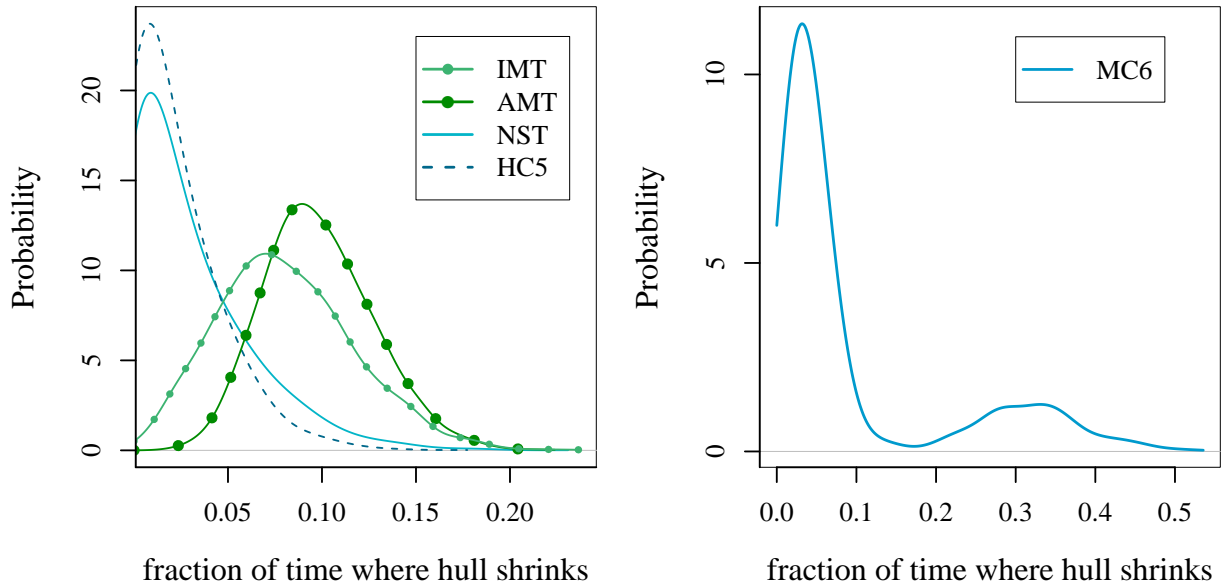 IMT
AMT
NST
HC5
Probability
0
5
10
15
20
0.05
0.10
0.15
0.20
fraction of time where hull shrinks
MC6
Probability
0
5
10
0.0
0.1
0.2
0.3
0.4
0.5
fraction of time where hull shrinks